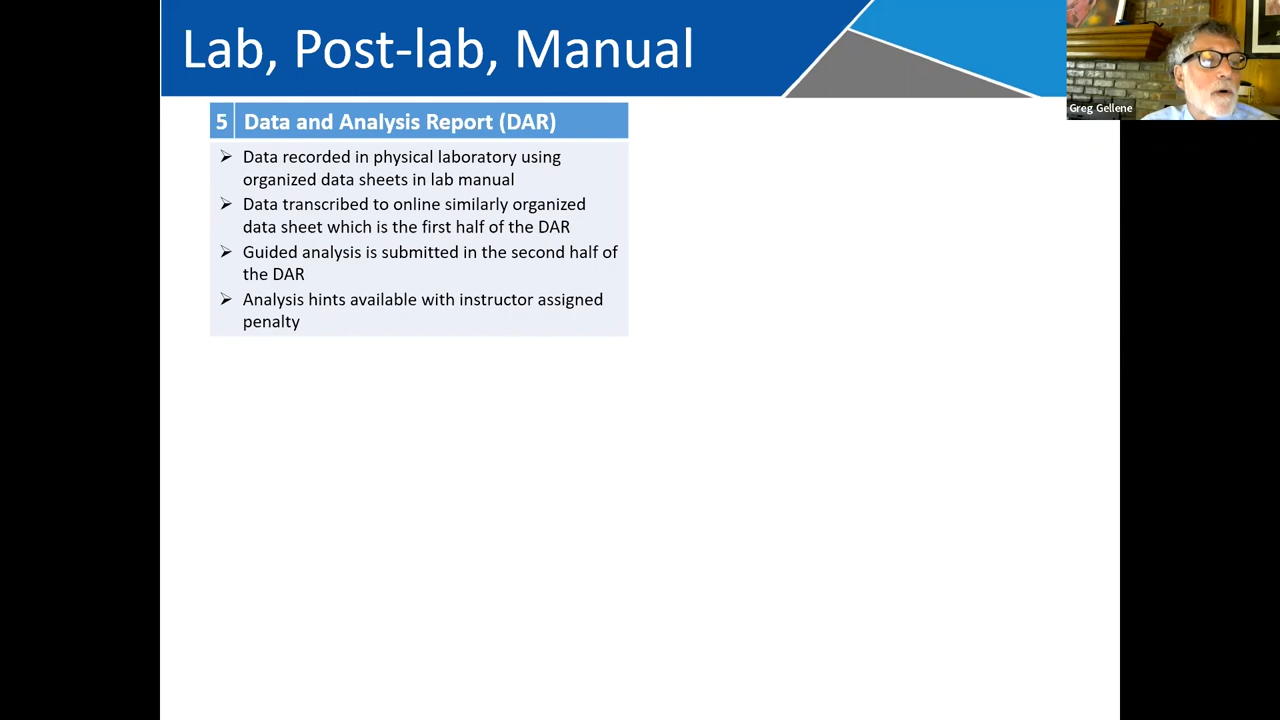 Lab, Post-lab, Manual
Greg Gellene
5 Data and Analysis Report (DAR)
➢ Data recorded in physical laboratory using
organized data sheets in lab manual
➢ Data transcribed to online similarly organized
data sheet which is the first half of the DAR
➢ Guided analysis is submitted in the second half of
the DAR
➢ Analysis hints available with instructor assigned
penalty